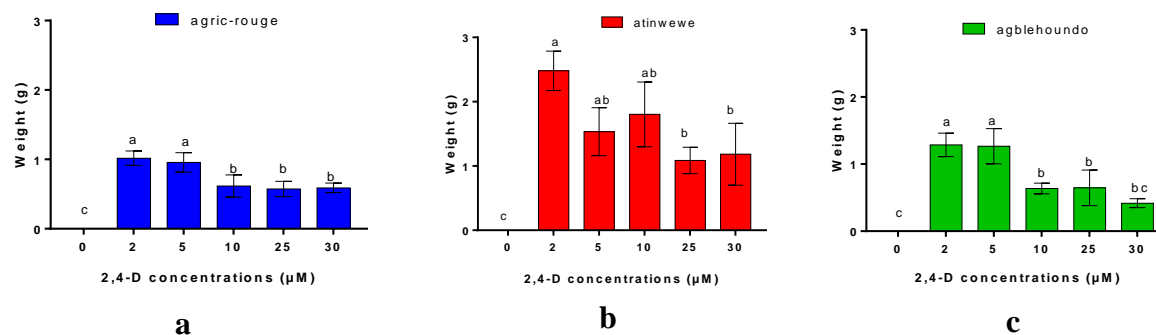 agric-rouge
3
2
1
0
Weight (g)
c
a
a
b
b
b
0
2
5
10
25
30
2,4-D concentrations (µM)
a
atinwewe
3
2
1
0
Weight (g)
c
a
ab
ab
b
b
0
2
5
10
25
30
2,4-D concentrations (µM)
b
agblehoundo
3
2
1
0
Weight (g)
c
a
a
b
b
bc
0
2
5
10
25
30
2,4-D concentrations (µM)
c